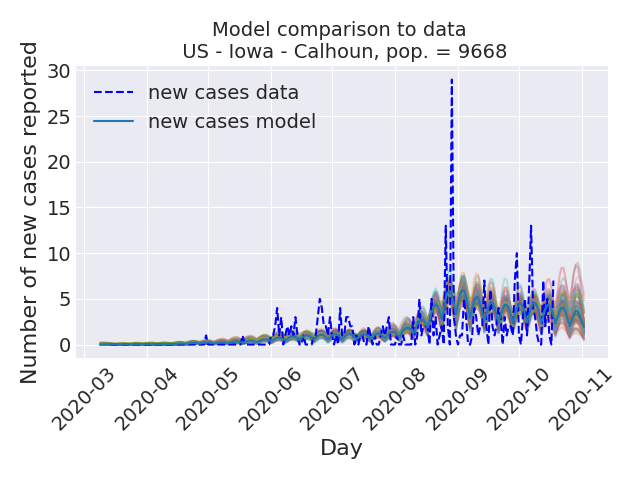 Model comparison to data
US - Iowa - Calhoun, pop. = 9668
Number of new cases reported
30
25
20
15
10
5
0
new cases data
new cases model
2020-03
2020-04
2020-05
2020-06
2020-07
2020-08
2020-09
2020-10
2020-11
Day